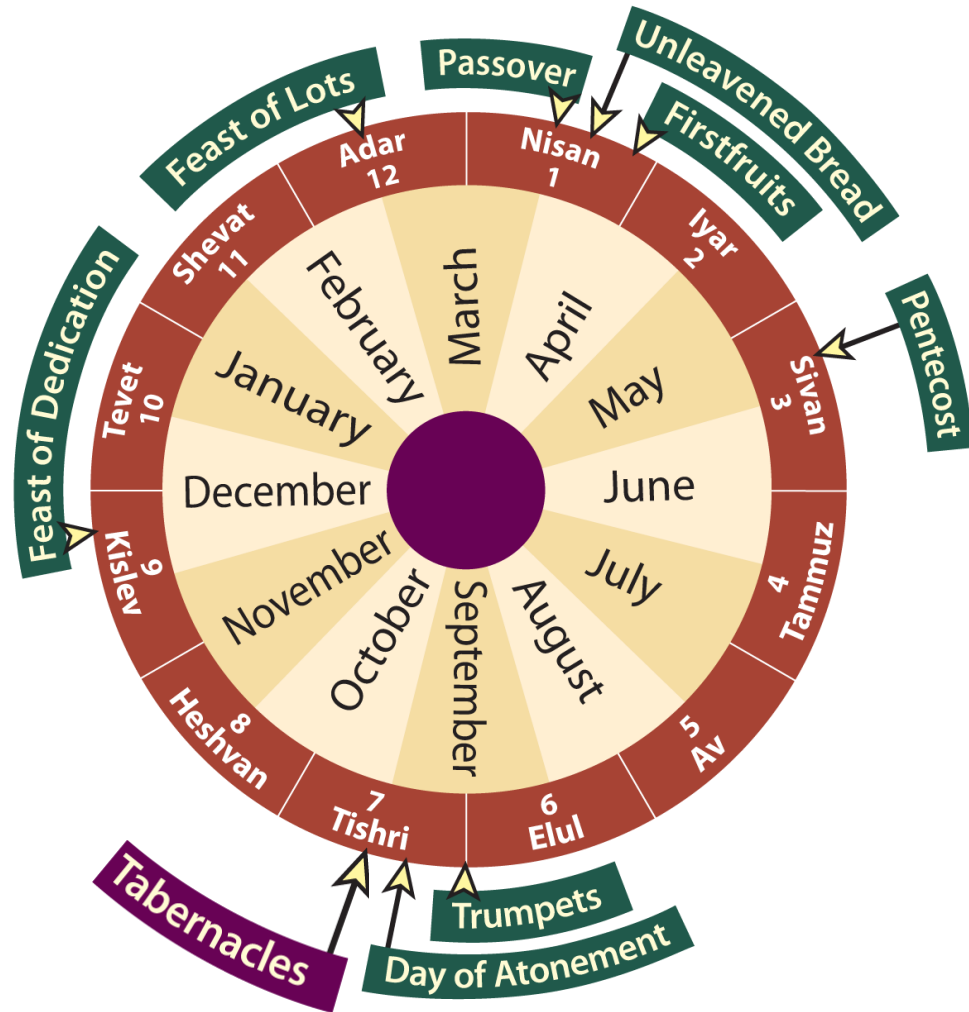 Passover
Unleavened Bread
Firstfruits
Pentecost
Trumpets
Day of Atonement
Tabernacles
Feast of Dedication
Feast of Lots
Nisan
1
Iyar
2
Sivan
3
4
Tammuz
5
Av
6
Elul
7
Tishri
8
Heshvan
9
Kislev
Tevet
10
Shevat
11
Adar
12
March
April
May
June
July
August
September
October
November
December
January
February